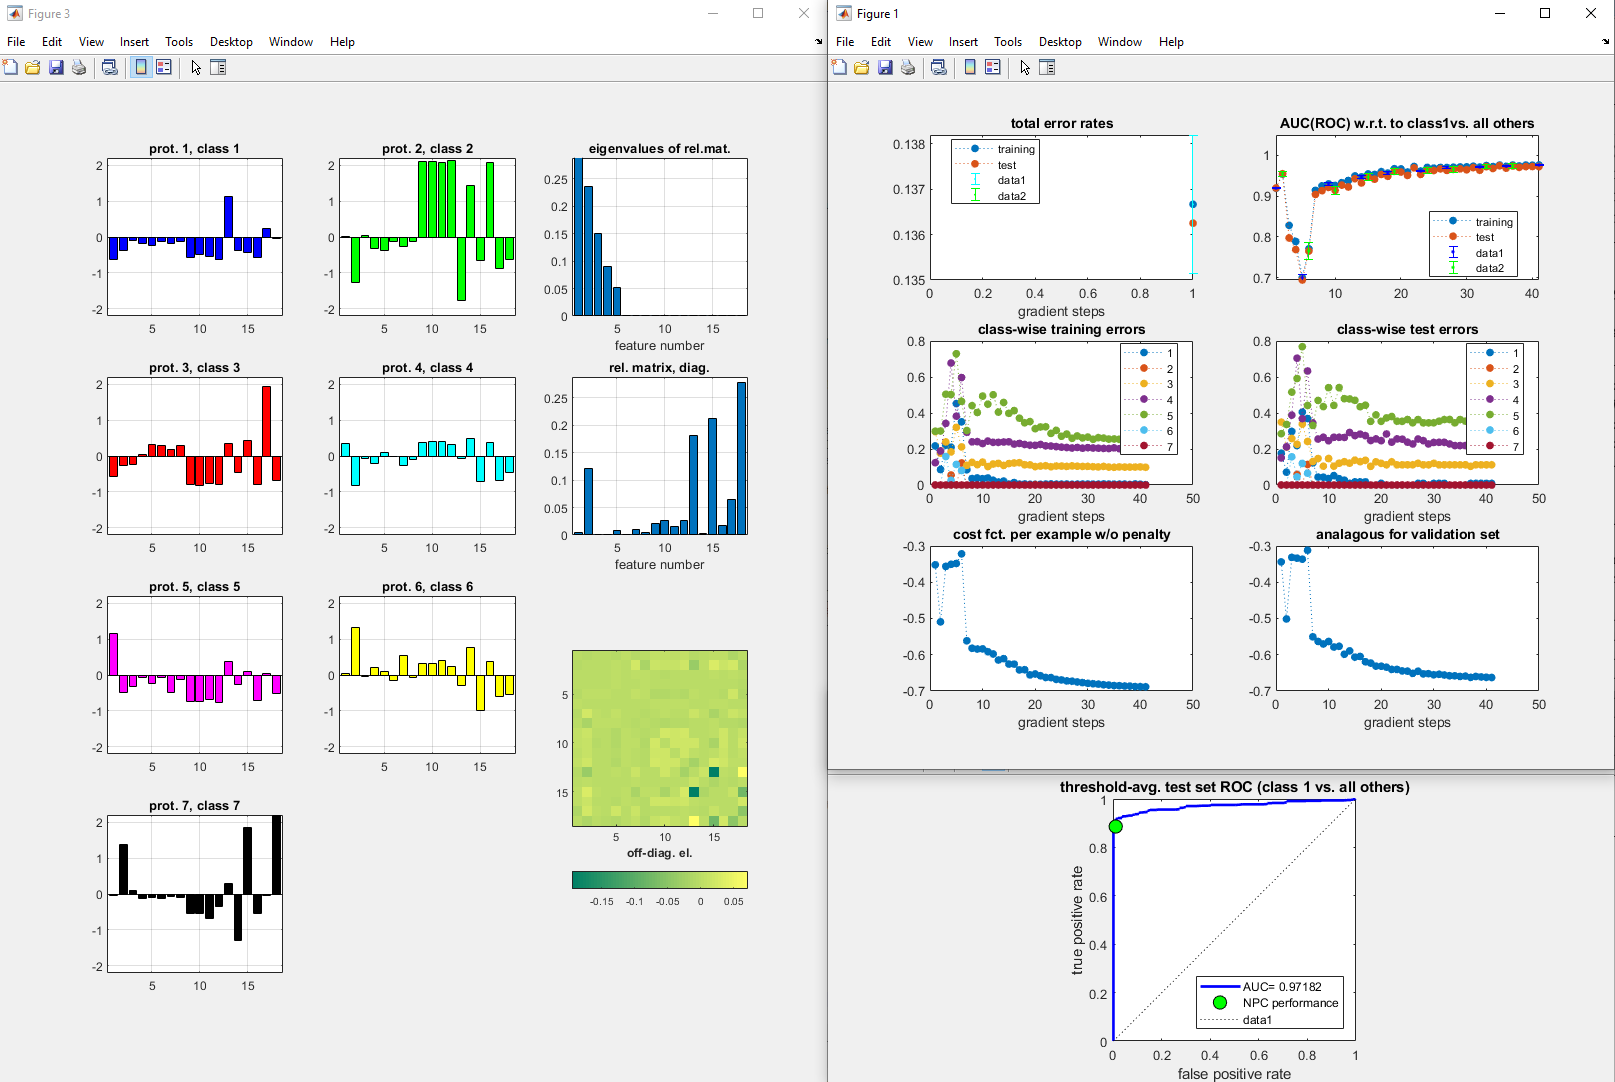 Figure 3
File Edit View Insert Tools Desktop Window Help
prot. 1, class 1
2
1
0
-1
-2
5 10 15
prot. 2, class 2
2
1
0
-1
-2
5 10 15
eigenvalues of rel.mat.
0.25
0.2
0.15
0.1
0.05
0
5 10 15
feature number
prot. 3, class 3
2
1
0
-1
-2
5 10 15
prot. 4, class 4
2
1
0
-1
-2
5 10 15
rel. matrix, diag.
0.25
0.2
0.15
0.1
0.05
0
5 10 15
feature number
prot. 5, class 5
2
1
0
-1
-2
5 10 15
prot. 6, class 6
2
1
0
-1
-2
5 10 15
5
10
15
5 10 15
off-diag. el.
-0.15 -0.1 -0.05 0 0.05
prot. 7, class 7
2
1
0
-1
-2
5 10 15
Figure 1
File Edit View Insert Tools Desktop Window Help
total error rates
0.138
0.137
0.136
0.135
training
test
data1
data2
0 0.2 0.4 0.6 0.8 1
gradient steps
AUC(ROC) w.r.t. to class1vs. all others
1
0.9
0.8
0.7
training
test
data1
data2
10 20 30 40
class-wise training errors
0.8
0.6
0.4
0.2
0
1
2
3
4
5
6
7
0 10 20 30 40 50
gradient steps
class-wise test errors
0.8
0.6
0.4
0.2
0
1
2
3
4
5
6
7
0 10 20 30 40 50
gradient steps
cost fct. per example w/o penalty
-0.3
-0.4
-0.5
-0.6
-0.7
0 10 20 30 40 50
gradient steps
analagous for validation set
-0.3
-0.4
-0.5
-0.6
-0.7
0 10 20 30 40 50
gradient steps
threshold-avg. test set ROC (class 1 vs. all others)
true positive rate
1
0.8
0.6
0.4
0.2
0
AUC= 0.97182
NPC performance
data1
0 0.2 0.4 0.6 0.8 1
false positive rate